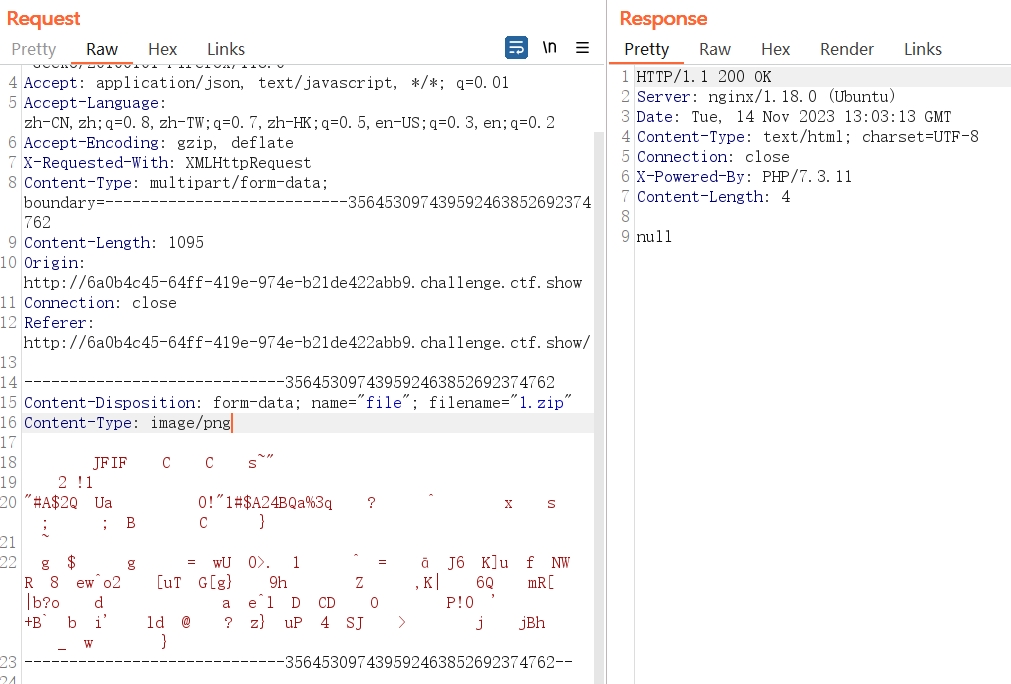 Request
Pretty Raw Hex Links \n
4 Accept: application/json, text/javascript, */*; q=0.01
5 Accept-Language:
zh-CN,zh;q=0.8,zh-TW;q=0.7,zh-HK;q=0.5,en-US;q=0.3,en;q=0.2
6 Accept-Encoding: gzip, deflate
7 X-Requested-With: XMLHttpRequest
8 Content-Type: multipart/form-data;
boundary=---------------------------356453097439592463852692374
762
9 Content-Length: 1095
10 Origin:
http://6a0b4c45-64ff-419e-974e-b21de422abb9.challenge.ctf.show
11 Connection: close
12 Referer:
http://6a0b4c45-64ff-419e-974e-b21de422abb9.challenge.ctf.show/
13
14 -----------------------------356453097439592463852692374762
15 Content-Disposition: form-data; name="file"; filename="1.zip"
16 Content-Type: image/png
17
18 JFIF C C s~"
19 2 !1
20 "#A$2Q Ua 0!"1#$A24BQa%3q ? ^ x s
; ; B C }
21 ~
22 g $ g = wU 0>. 1 ^ = ā J6 K]u f NW
R 8 ew^o2 [uT G[g} 9h Z ,K| 6Q mR[
|b?o d a e^l D CD O P!O '
+B` b i' ld @ ? z} uP 4 SJ > j jBh
_ w }
23 -----------------------------356453097439592463852692374762--
24
Response
Pretty Raw Hex Render Links
1 HTTP/1.1 200 OK
2 Server: nginx/1.18.0 (Ubuntu)
3 Date: Tue, 14 Nov 2023 13:03:13 GMT
4 Content-Type: text/html; charset=UTF-8
5 Connection: close
6 X-Powered-By: PHP/7.3.11
7 Content-Length: 4
8
9 null